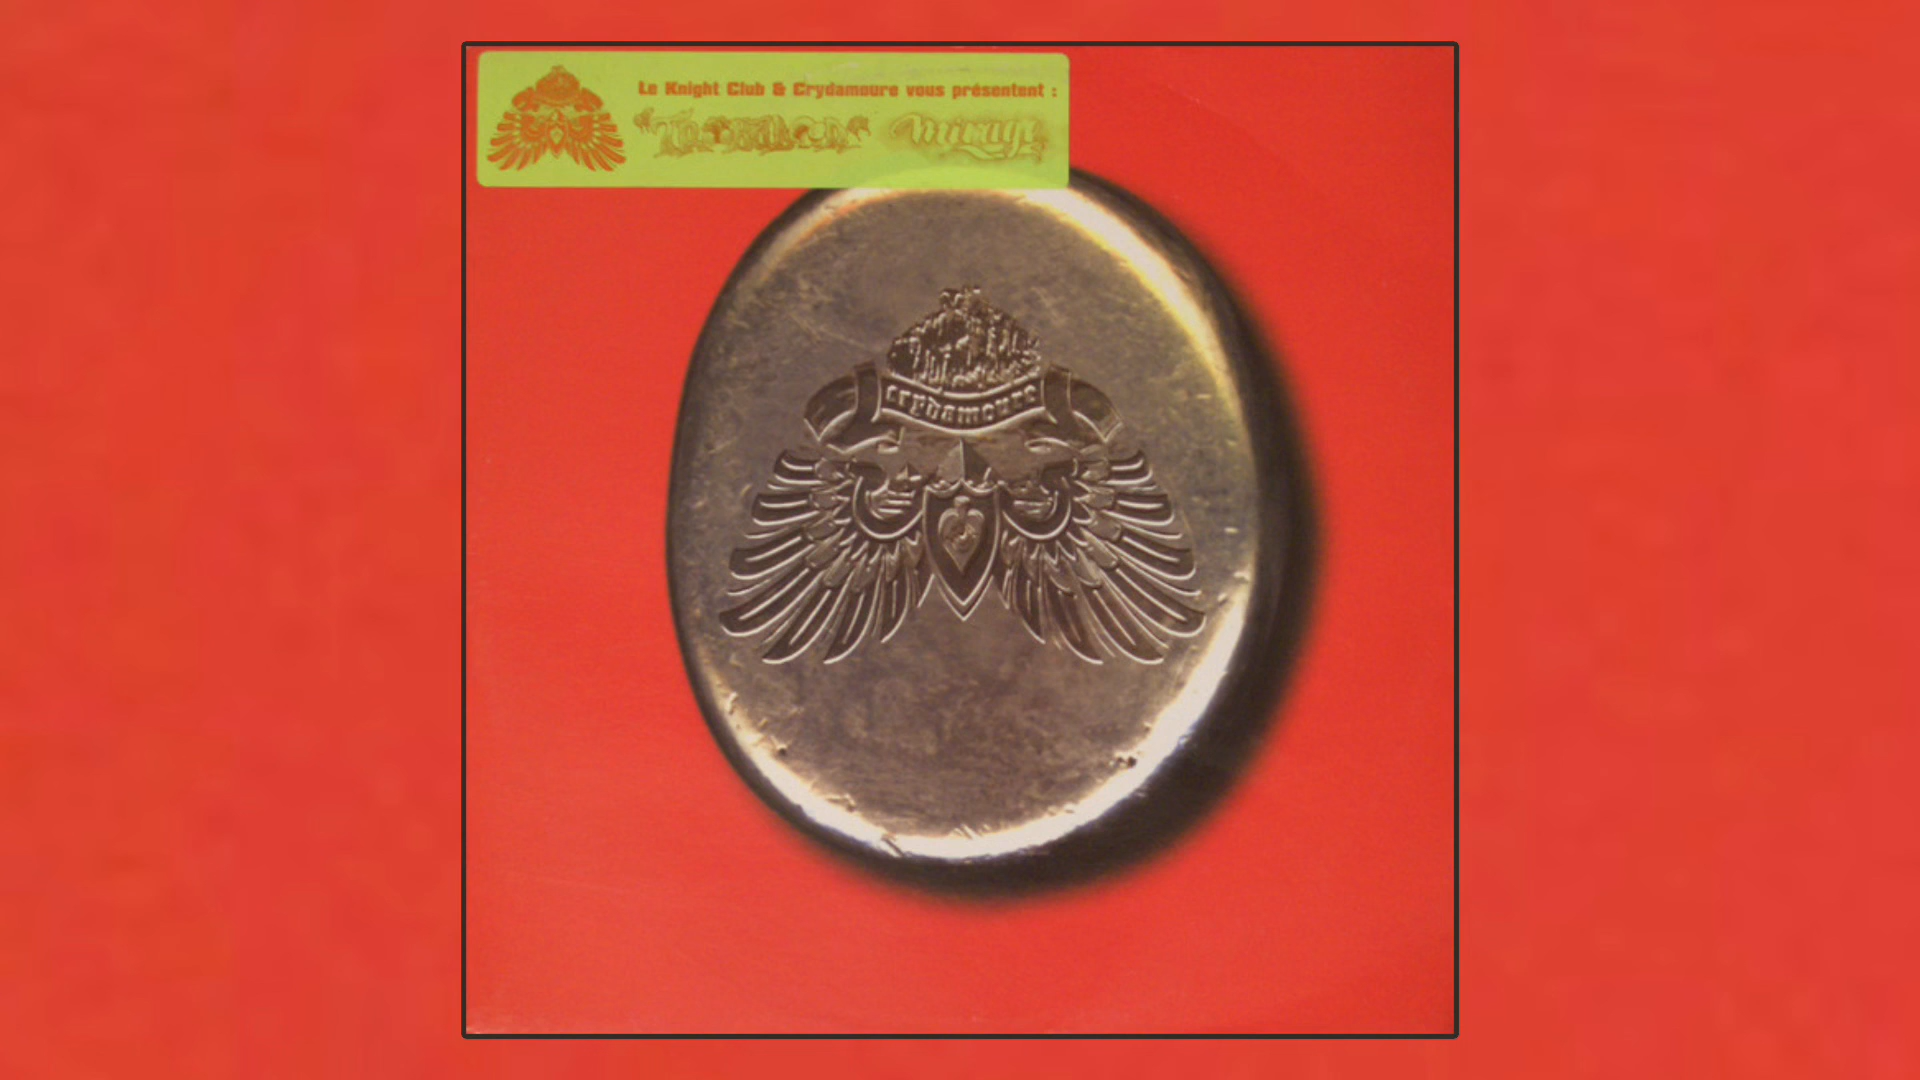 Le Knight Club & Crydamoure vous présentent :
Mirage
crydamoure